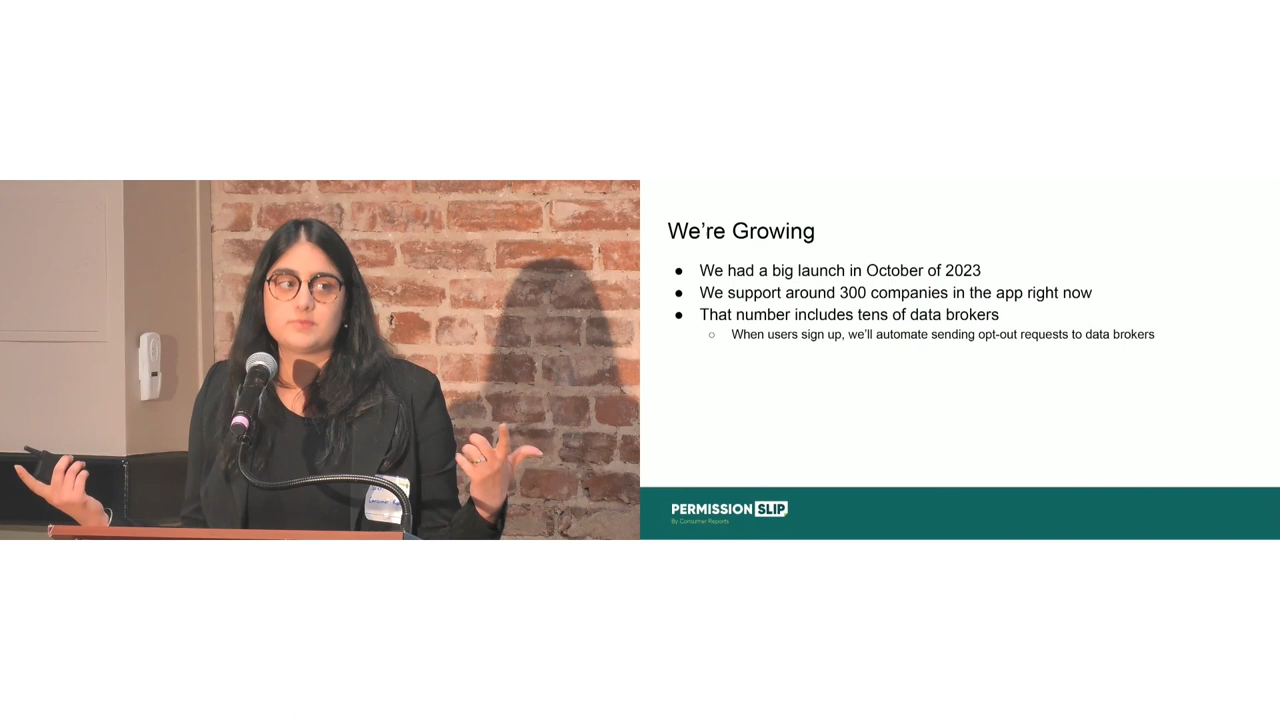 We're Growing
● We had a big launch in October of 2023
● We support around 300 companies in the app right now
● That number includes tens of data brokers
○ When users sign up, we'll automate sending opt-out requests to data brokers
PERMISSION SLIP
By Consumer Reports
Consumer